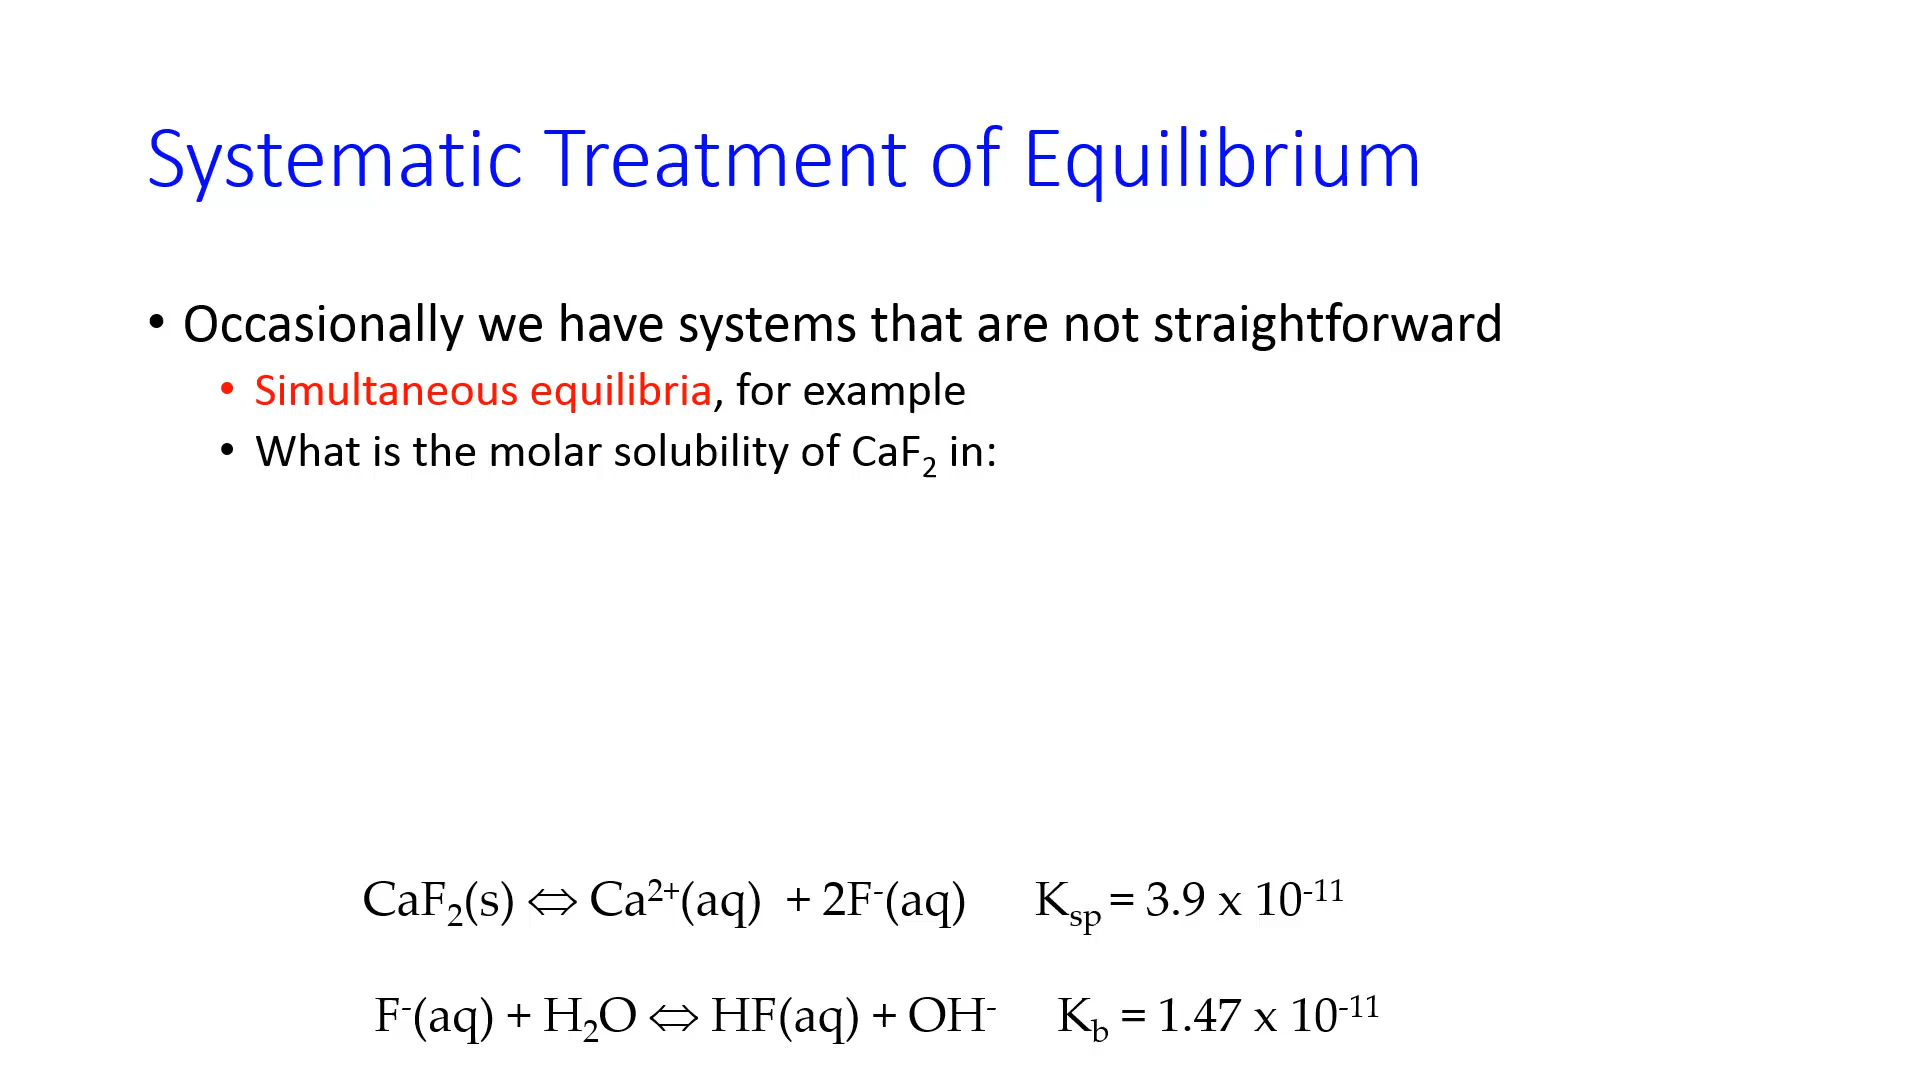 Systematic Treatment of Equilibrium
• Occasionally we have systems that are not straightforward
• Simultaneous equilibria, for example
• What is the molar solubility of CaF₂ in:
CaF₂(s) ⇔ Ca²⁺(aq) + 2F⁻(aq) Kₛₚ = 3.9 x 10⁻¹¹
F⁻(aq) + H₂O ⇔ HF(aq) + OH⁻ K_b = 1.47 x 10⁻¹¹